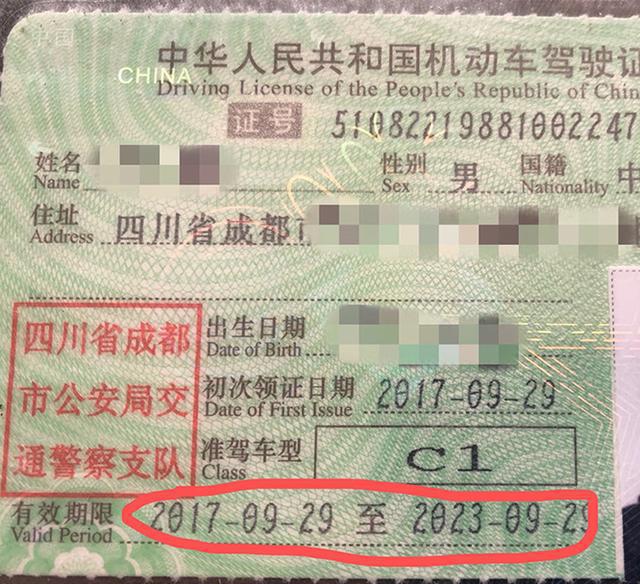 中国
CHINA
中华人民共和国机动车驾驶证
Driving License of the People's Republic of Chin
证号 51082219881002247
姓名 性别 男 国籍 中
Name Sex Nationality
住址 四川省成都市
Address
四川省成都
市公安局交
通警察支队
出生日期
Date of Birth
初次领证日期 2017-09-29
Date of First Issue
准驾车型 C1
Class
有效期限 2017-09-29 至 2023-09-29
Valid Period